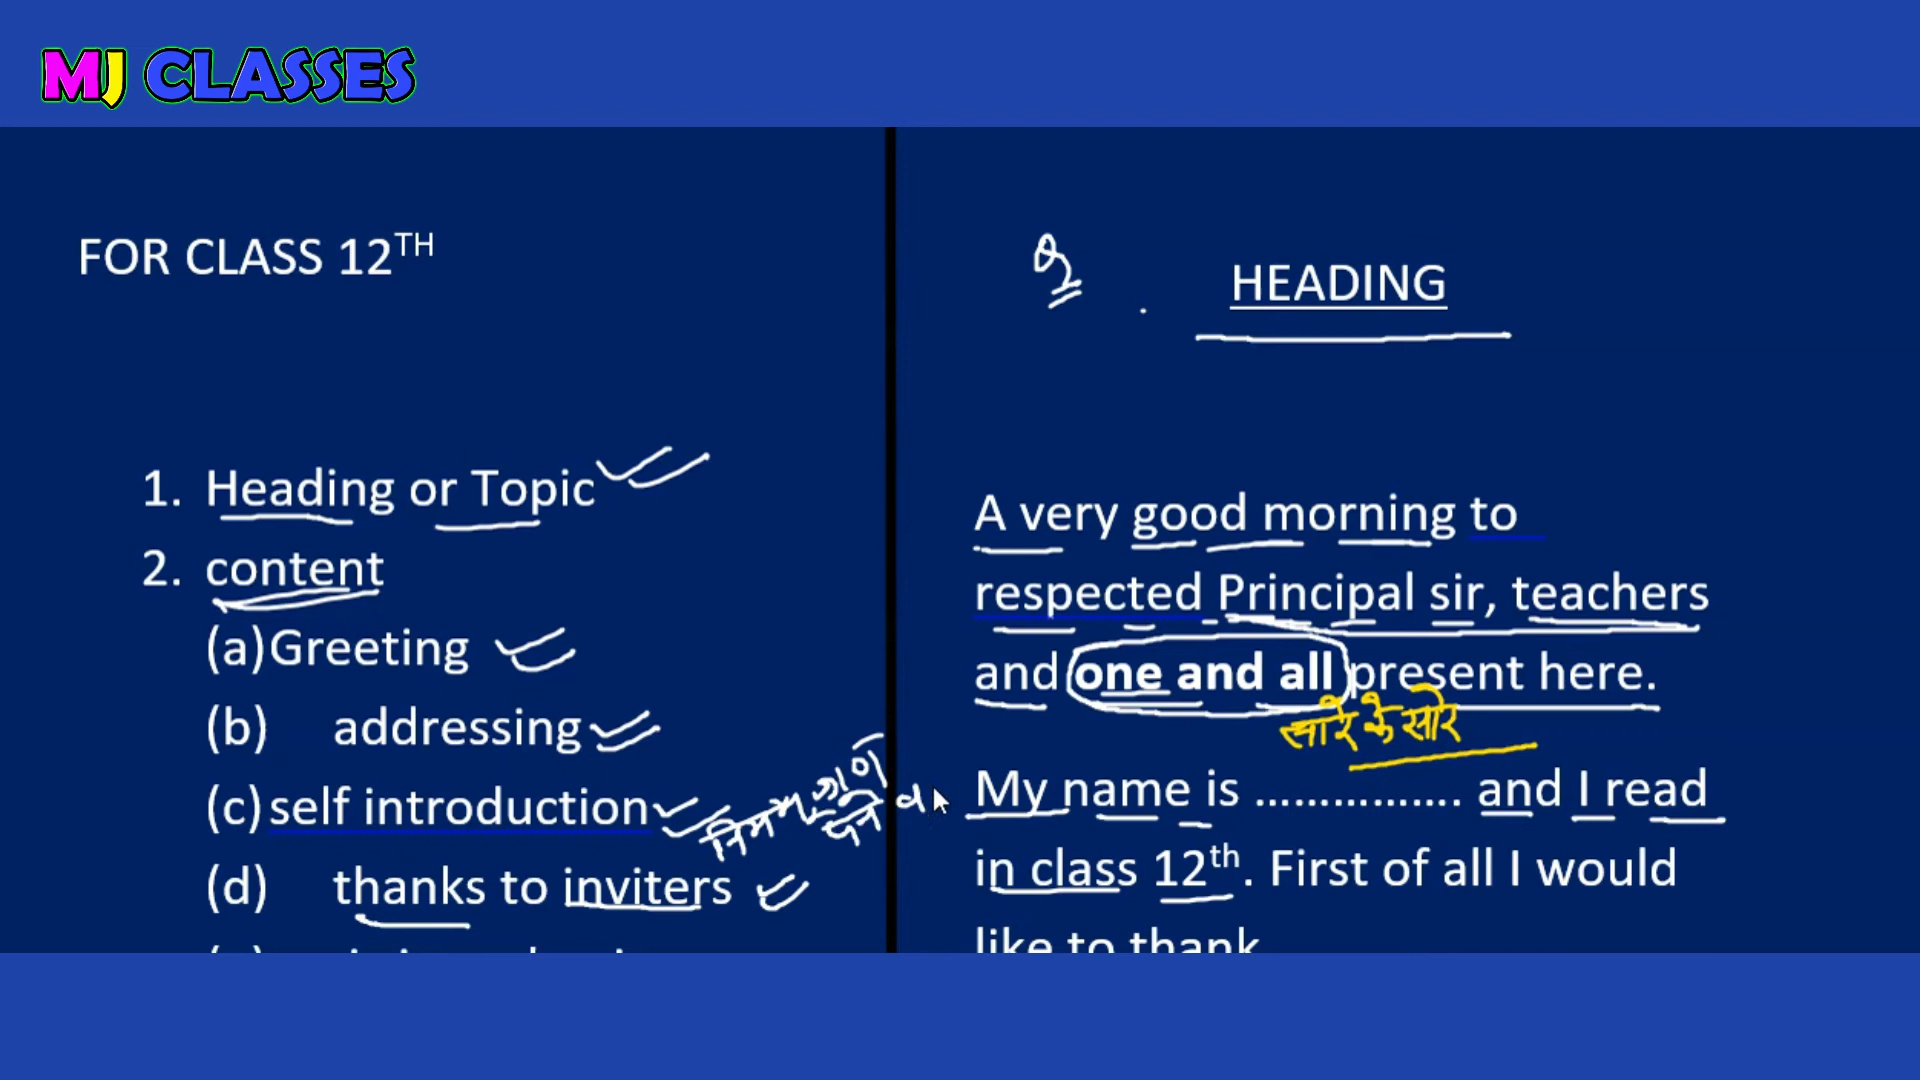 MJ CLASSES
FOR CLASS 12TH
1. Heading or Topic
2. content
(a) Greeting
(b) addressing
(c) self introduction
(d) thanks to inviters
HEADING
A very good morning to
respected Principal sir, teachers
and one and all present here.
सारे के सारे
My name is ................ and I read
in class 12th. First of all I would
like to thank